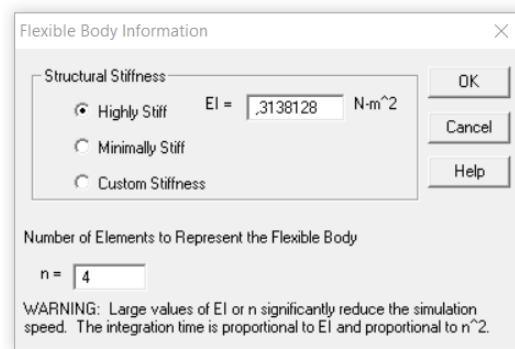 Flexible Body Information
Structural Stiffness
Highly Stiff EI = ,3138128 N-m^2
Minimally Stiff
Custom Stiffness
OK
Cancel
Help
Number of Elements to Represent the Flexible Body
n = 4
WARNING: Large values of EI or n significantly reduce the simulation
speed. The integration time is proportional to EI and proportional to n^2.